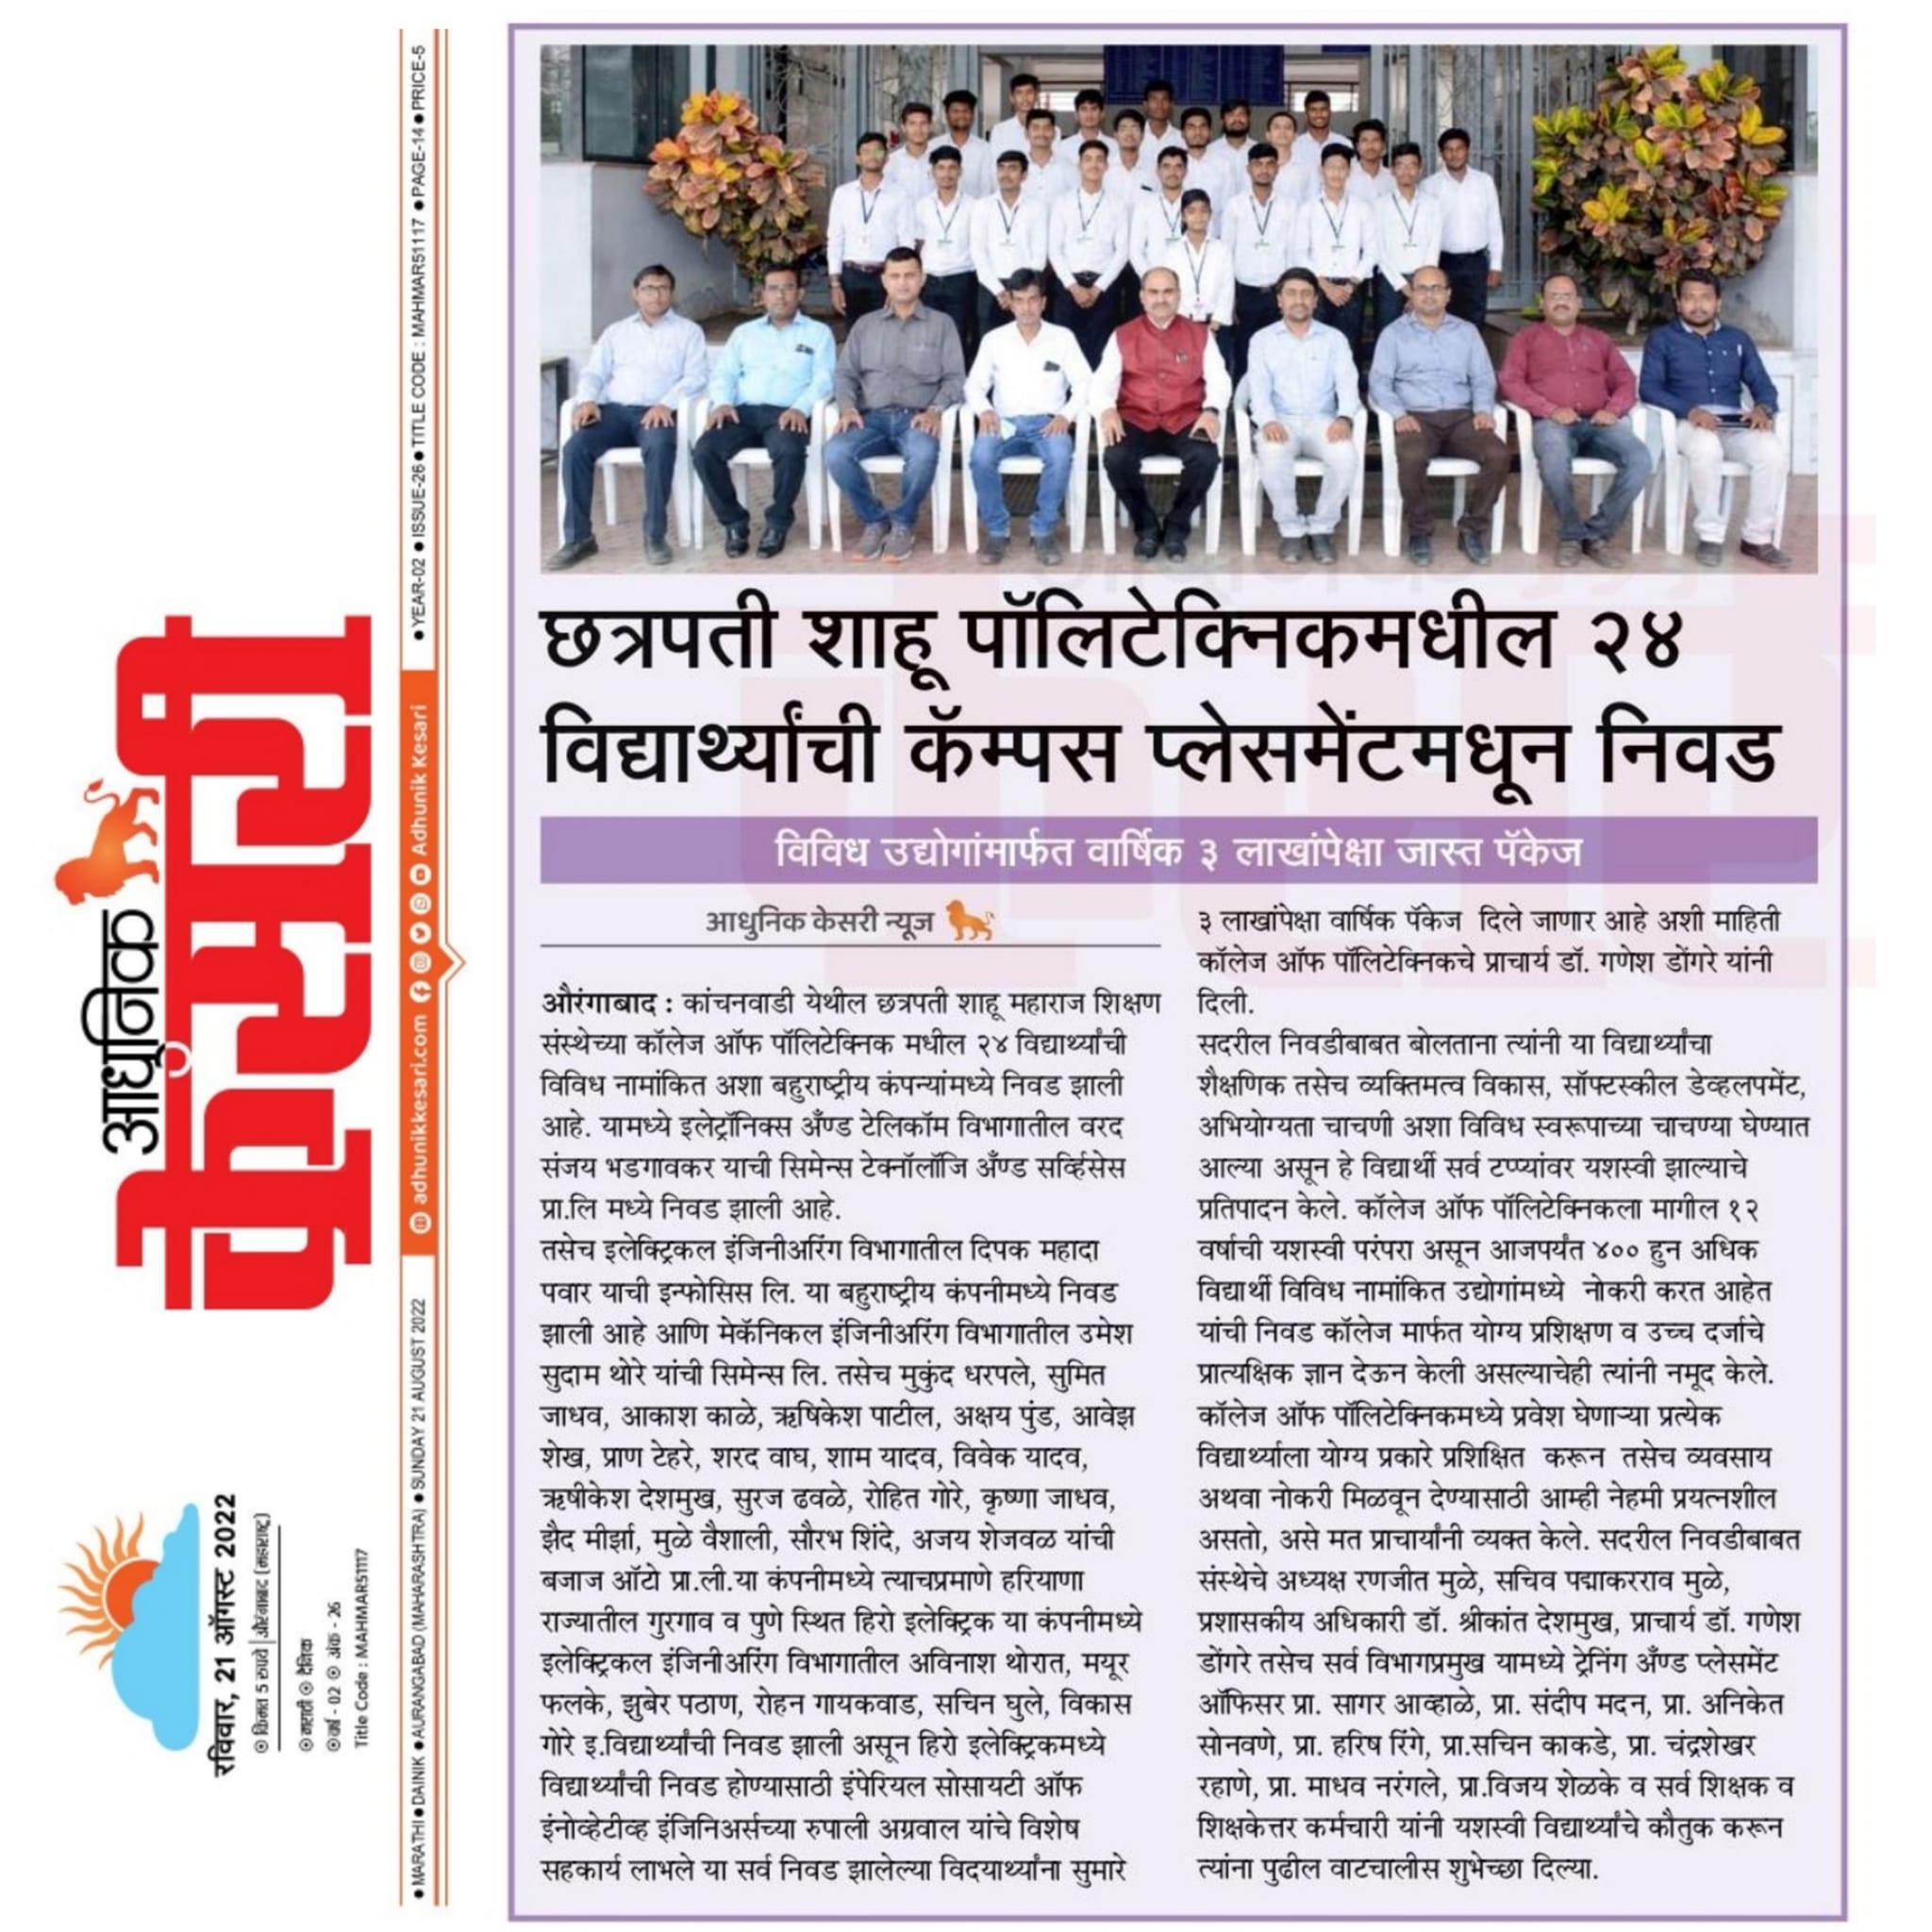 आधुनिक
केसरी
रविवार, 21 ऑगस्ट 2022
किंमत 5 रुपये | औरंगाबाद (महाराष्ट्र)
मराठी दैनिक
वर्ष - 02 अंक - 26
Title Code : MAHMAR51117
● MARATHI ● DAINIK ● AURANGABAD (MAHARASHTRA) ● SUNDAY 21 AUGUST 2022
adhunikkesari.com Adhunik Kesari
● YEAR-02 ● ISSUE-26 ● TITLE CODE : MAHMAR51117 ● PAGE-14 ● PRICE-5
छत्रपती शाहू पॉलिटेक्निकमधील २४
विद्यार्थ्यांची कॅम्पस प्लेसमेंटमधून निवड
विविध उद्योगांमार्फत वार्षिक ३ लाखांपेक्षा जास्त पॅकेज
आधुनिक केसरी न्यूज
औरंगाबाद : कांचनवाडी येथील छत्रपती शाहू महाराज शिक्षण
संस्थेच्या कॉलेज ऑफ पॉलिटेक्निक मधील २४ विद्यार्थ्यांची
विविध नामांकित अशा बहुराष्ट्रीय कंपन्यांमध्ये निवड झाली
आहे. यामध्ये इलेट्रॉनिक्स अँण्ड टेलिकॉम विभागातील वरद
संजय भडगावकर याची सिमेन्स टेक्नॉलॉजि अँण्ड सर्व्हिसेस
प्रा.लि मध्ये निवड झाली आहे.
तसेच इलेक्ट्रिकल इंजिनीअरिंग विभागातील दिपक महादा
पवार याची इन्फोसिस लि. या बहुराष्ट्रीय कंपनीमध्ये निवड
झाली आहे आणि मेकॅनिकल इंजिनीअरिंग विभागातील उमेश
सुदाम थोरे यांची सिमेन्स लि. तसेच मुकुंद धरपले, सुमित
जाधव, आकाश काळे, ऋषिकेश पाटील, अक्षय पुंड, आवेझ
शेख, प्राण टेहरे, शरद वाघ, शाम यादव, विवेक यादव,
ऋषीकेश देशमुख, सुरज ढवळे, रोहित गोरे, कृष्णा जाधव,
झैद मीर्झा, मुळे वैशाली, सौरभ शिंदे, अजय शेजवळ यांची
बजाज ऑटो प्रा.ली.या कंपनीमध्ये त्याचप्रमाणे हरियाणा
राज्यातील गुरगाव व पुणे स्थित हिरो इलेक्ट्रिक या कंपनीमध्ये
इलेक्ट्रिकल इंजिनीअरिंग विभागातील अविनाश थोरात, मयूर
फलके, झुबेर पठाण, रोहन गायकवाड, सचिन घुले, विकास
गोरे इ.विद्यार्थ्यांची निवड झाली असून हिरो इलेक्ट्रिकमध्ये
विद्यार्थ्यांची निवड होण्यासाठी इंपेरियल सोसायटी ऑफ
इंनोव्हेटीव्ह इंजिनिअर्सच्या रुपाली अग्रवाल यांचे विशेष
सहकार्य लाभले या सर्व निवड झालेल्या विदयार्थ्यांना सुमारे
३ लाखांपेक्षा वार्षिक पॅकेज दिले जाणार आहे अशी माहिती
कॉलेज ऑफ पॉलिटेक्निकचे प्राचार्य डॉ. गणेश डोंगरे यांनी
दिली.
सदरील निवडीबाबत बोलताना त्यांनी या विद्यार्थ्यांचा
शैक्षणिक तसेच व्यक्तिमत्व विकास, सॉफ्टस्कील डेव्हलपमेंट,
अभियोग्यता चाचणी अशा विविध स्वरूपाच्या चाचण्या घेण्यात
आल्या असून हे विद्यार्थी सर्व टप्प्यांवर यशस्वी झाल्याचे
प्रतिपादन केले. कॉलेज ऑफ पॉलिटेक्निकला मागील १२
वर्षाची यशस्वी परंपरा असून आजपर्यंत ४०० हुन अधिक
विद्यार्थी विविध नामांकित उद्योगांमध्ये नोकरी करत आहेत
यांची निवड कॉलेज मार्फत योग्य प्रशिक्षण व उच्च दर्जाचे
प्रात्यक्षिक ज्ञान देऊन केली असल्याचेही त्यांनी नमूद केले.
कॉलेज ऑफ पॉलिटेक्निकमध्ये प्रवेश घेणाऱ्या प्रत्येक
विद्यार्थ्याला योग्य प्रकारे प्रशिक्षित करून तसेच व्यवसाय
अथवा नोकरी मिळवून देण्यासाठी आम्ही नेहमी प्रयत्नशील
असतो, असे मत प्राचार्यांनी व्यक्त केले. सदरील निवडीबाबत
संस्थेचे अध्यक्ष रणजीत मुळे, सचिव पद्माकरराव मुळे,
प्रशासकीय अधिकारी डॉ. श्रीकांत देशमुख, प्राचार्य डॉ. गणेश
डोंगरे तसेच सर्व विभागप्रमुख यामध्ये ट्रेनिंग अँण्ड प्लेसमेंट
ऑफिसर प्रा. सागर आव्हाळे, प्रा. संदीप मदन, प्रा. अनिकेत
सोनवणे, प्रा. हरिष रिंगे, प्रा.सचिन काकडे, प्रा. चंद्रशेखर
रहाणे, प्रा. माधव नरंगले, प्रा.विजय शेळके व सर्व शिक्षक व
शिक्षकेत्तर कर्मचारी यांनी यशस्वी विद्यार्थ्यांचे कौतुक करून
त्यांना पुढील वाटचालीस शुभेच्छा दिल्या.